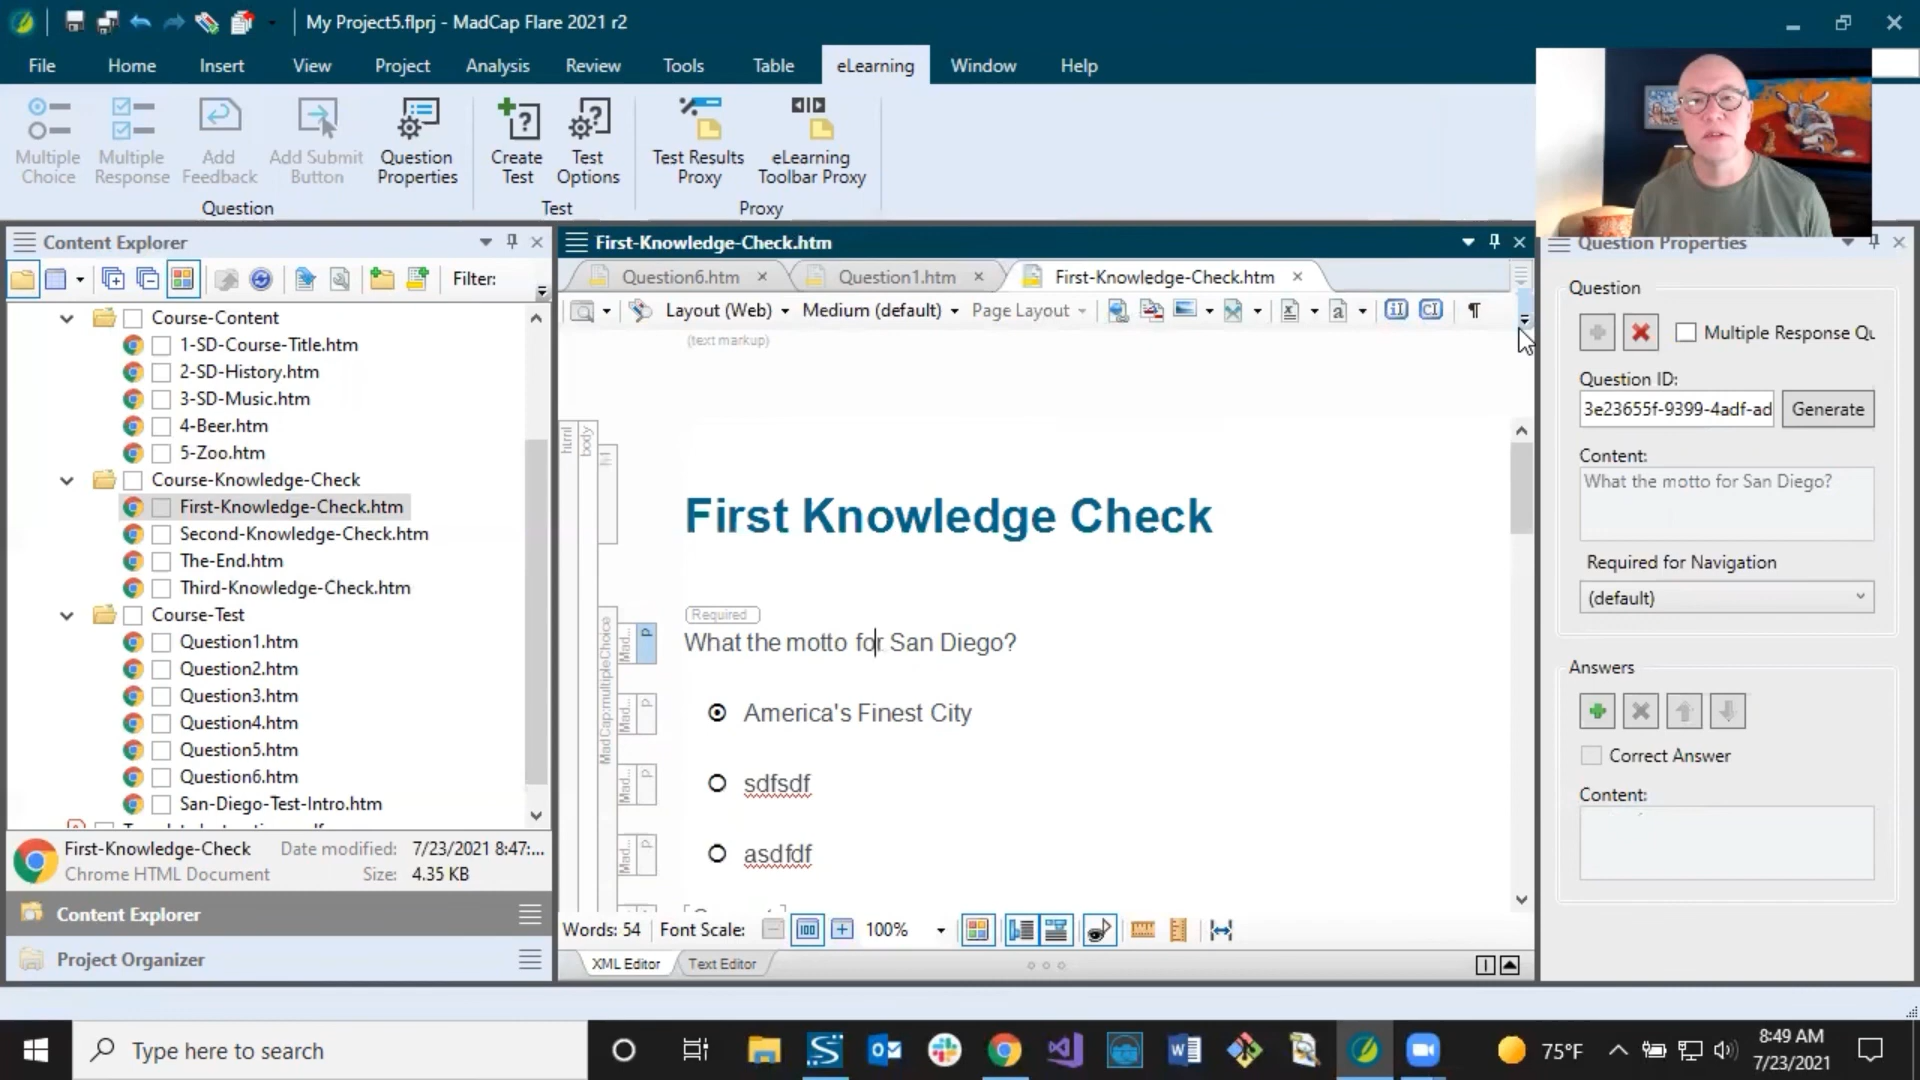 My Project5.flprj - MadCap Flare 2021 r2
File Home Insert View Project Analysis Review Tools Table eLearning Window Help
Multiple Choice
Multiple Response
Add Feedback
Add Submit Button
Question Properties
Create Test
Test Options
Test Results Proxy
eLearning Toolbar Proxy
Question Test Proxy
Content Explorer
Filter:
Course-Content
1-SD-Course-Title.htm
2-SD-History.htm
3-SD-Music.htm
4-Beer.htm
5-Zoo.htm
Course-Knowledge-Check
First-Knowledge-Check.htm
Second-Knowledge-Check.htm
The-End.htm
Third-Knowledge-Check.htm
Course-Test
Question1.htm
Question2.htm
Question3.htm
Question4.htm
Question5.htm
Question6.htm
San-Diego-Test-Intro.htm
First-Knowledge-Check Date modified: 7/23/2021 8:47:...
Chrome HTML Document Size: 4.35 KB
Content Explorer
Project Organizer
First-Knowledge-Check.htm
Question6.htm Question1.htm First-Knowledge-Check.htm
Layout (Web) Medium (default) Page Layout
(text markup)
html
body
h1
First Knowledge Check
MadCap:multipleChoice
Required
Mad... p
What the motto for San Diego?
Mad... p
America's Finest City
Mad... p
sdfsdf
Mad... p
asdfdf
Words: 54 Font Scale: 100%
XML Editor Text Editor
Question Properties
Question
Multiple Response Qu
Question ID:
3e23655f-9399-4adf-ad Generate
Content:
What the motto for San Diego?
Required for Navigation
(default)
Answers
Correct Answer
Content:
Type here to search
75°F
8:49 AM
7/23/2021